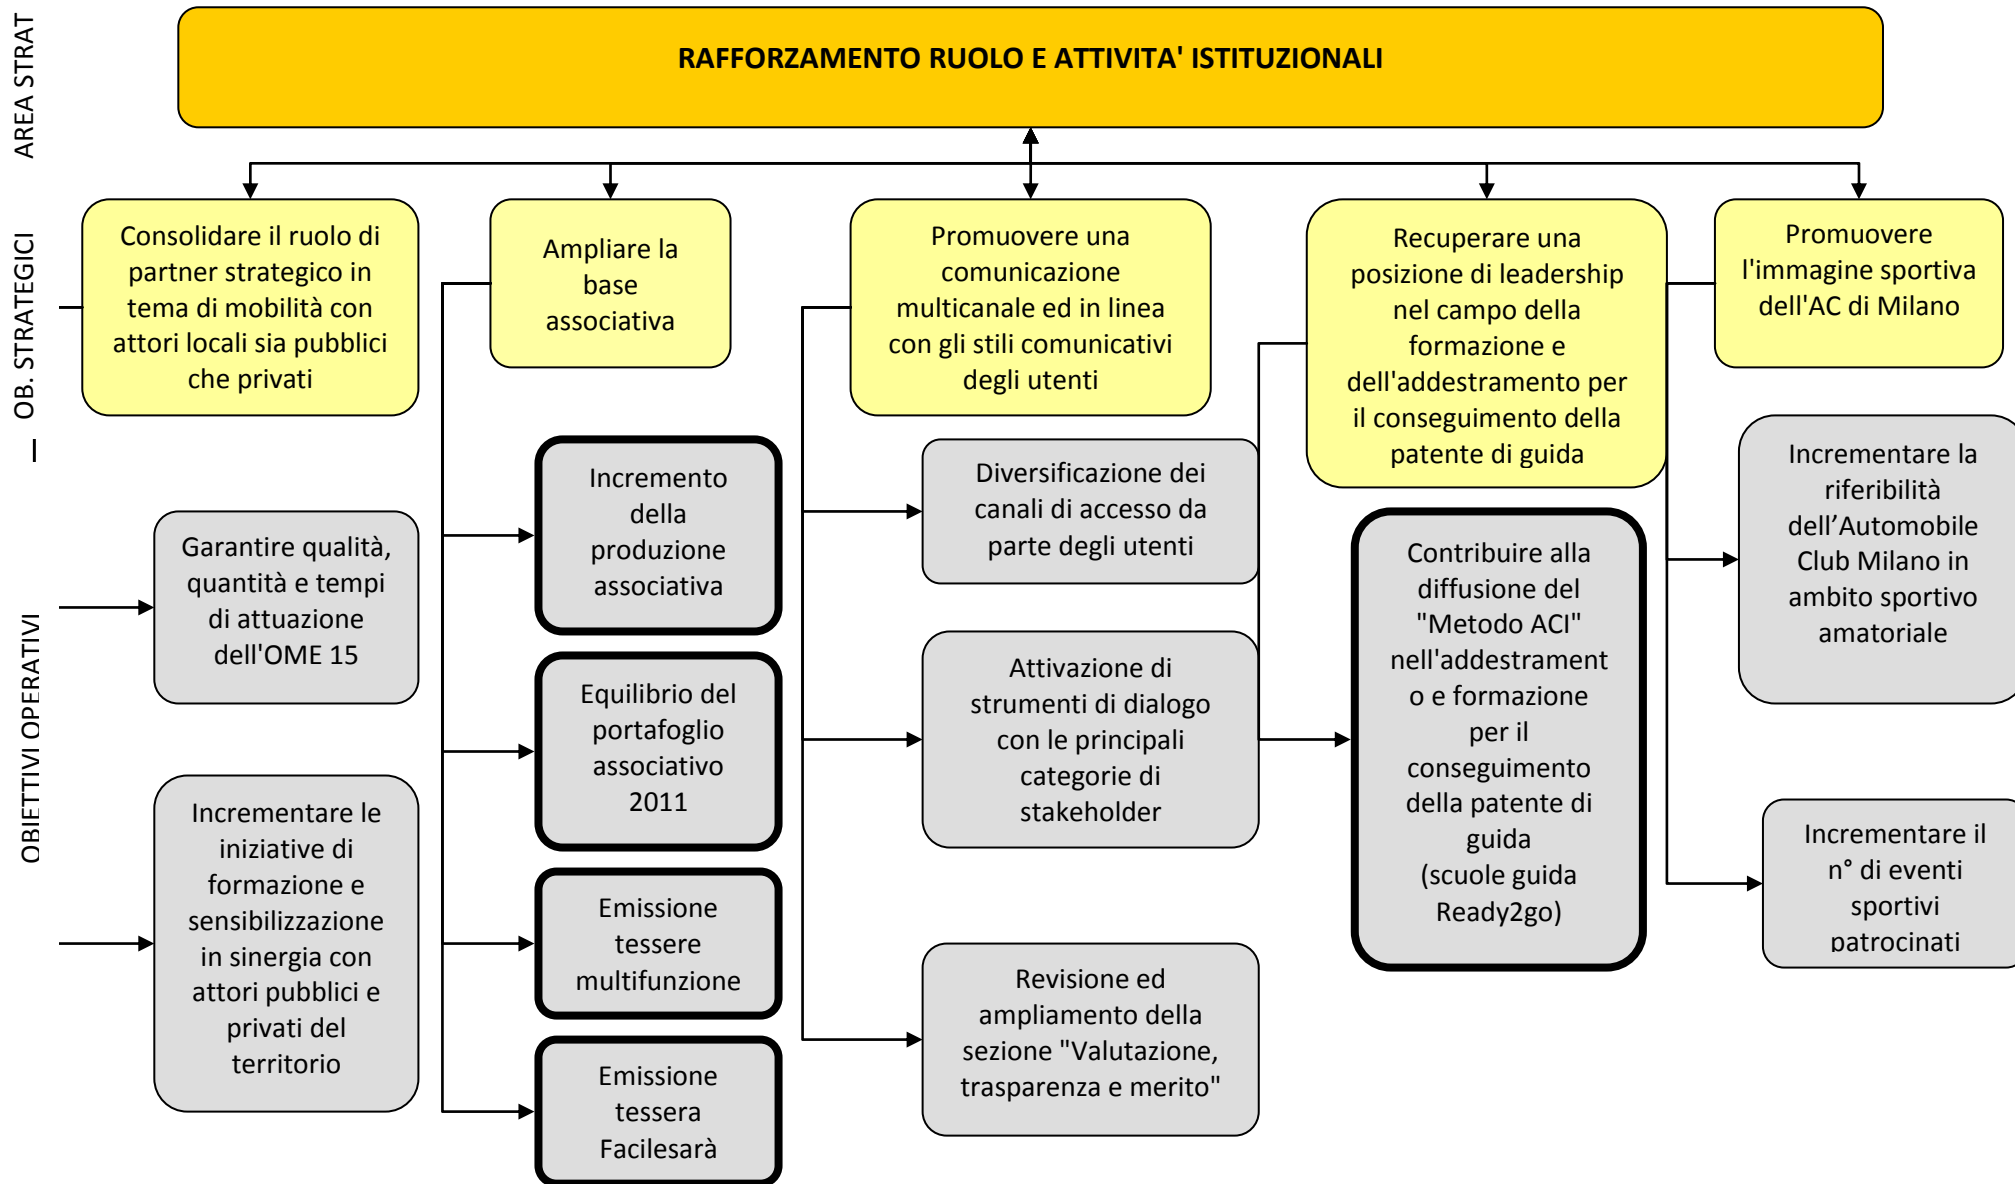 AREA STRAT
RAFFORZAMENTO RUOLO E ATTIVITA' ISTITUZIONALI
OB. STRATEGICI
Consolidare il ruolo di
partner strategico in
tema di mobilità con
attori locali sia pubblici
che privati
Ampliare la
base
associativa
Promuovere una
comunicazione
multicanale ed in linea
con gli stili comunicativi
degli utenti
Recuperare una
posizione di leadership
nel campo della
formazione e
dell'addestramento per
il conseguimento della
patente di guida
Promuovere
l'immagine sportiva
dell'AC di Milano
OBIETTIVI OPERATIVI
Garantire qualità,
quantità e tempi
di attuazione
dell'OME 15
Incrementare le
iniziative di
formazione e
sensibilizzazione
in sinergia con
attori pubblici e
privati del
territorio
Incremento
della
produzione
associativa
Equilibrio del
portafoglio
associativo
2011
Emissione
tessere
multifunzione
Emissione
tessera
Facilesarà
Diversificazione dei
canali di accesso da
parte degli utenti
Attivazione di
strumenti di dialogo
con le principali
categorie di
stakeholder
Revisione ed
ampliamento della
sezione "Valutazione,
trasparenza e merito"
Contribuire alla
diffusione del
"Metodo ACI"
nell'addestrament
o e formazione
per il
conseguimento
della patente di
guida
(scuole guida
Ready2go)
Incrementare la
riferibilità
dell’Automobile
Club Milano in
ambito sportivo
amatoriale
Incrementare il
n° di eventi
sportivi
patrocinati